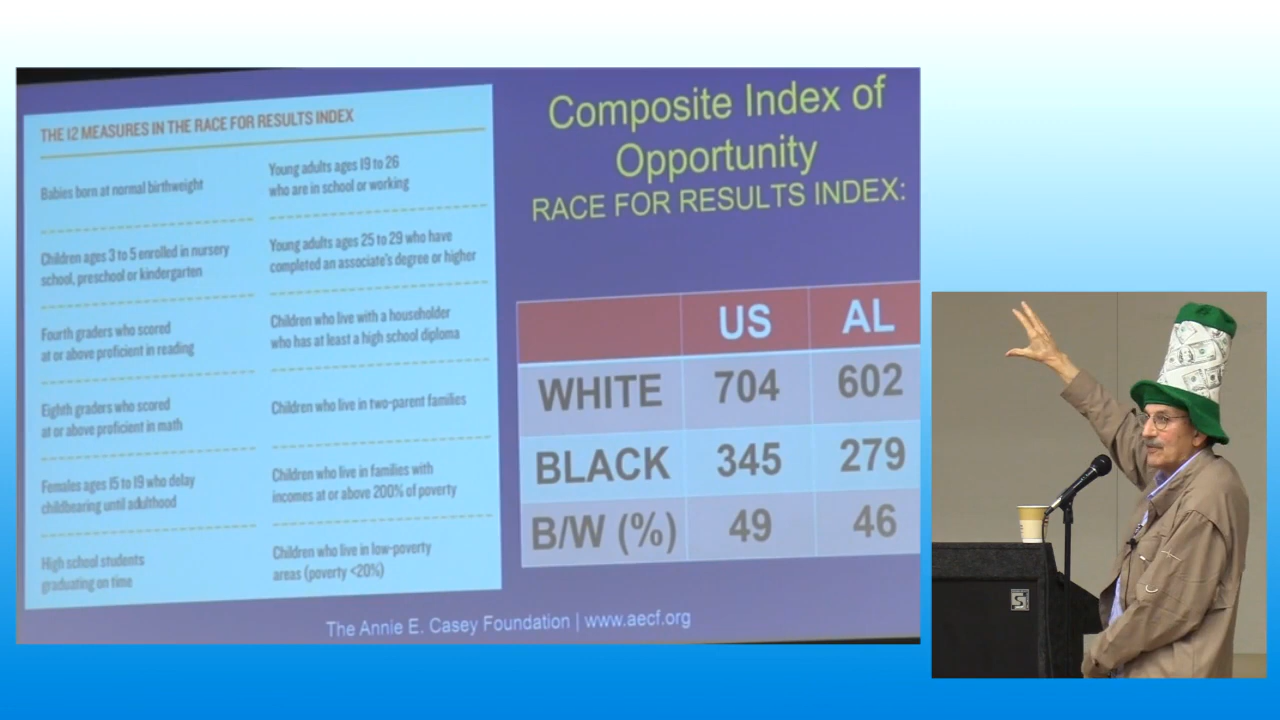 THE 12 MEASURES IN THE RACE FOR RESULTS INDEX
Babies born at normal birthweight
Children ages 3 to 5 enrolled in nursery
school, preschool or kindergarten
Fourth graders who scored
at or above proficient in reading
Eighth graders who scored
at or above proficient in math
Females ages 15 to 19 who delay
childbearing until adulthood
High school students
graduating on time
Young adults ages 19 to 26
who are in school or working
Young adults ages 25 to 29 who have
completed an associate's degree or higher
Children who live with a householder
who has at least a high school diploma
Children who live in two-parent families
Children who live in families with
incomes at or above 200% of poverty
Children who live in low-poverty
areas (poverty <20%)
Composite Index of
Opportunity
RACE FOR RESULTS INDEX:
US AL
WHITE 704 602
BLACK 345 279
B/W (%) 49 46
The Annie E. Casey Foundation | www.aecf.org